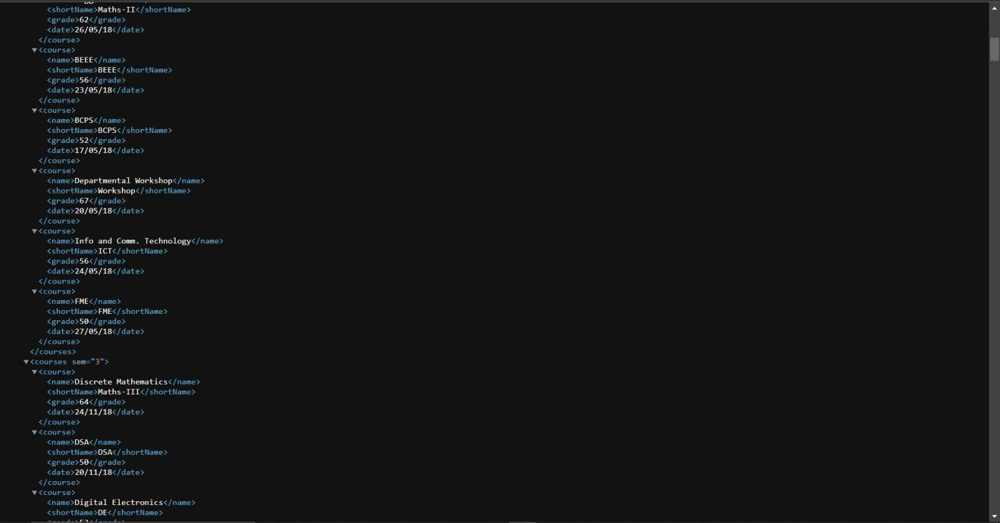 <shortName>Maths-II</shortName>
<grade>62</grade>
<date>26/05/18</date>
</course>
▼<course>
<name>BEEE</name>
<shortName>BEEE</shortName>
<grade>56</grade>
<date>23/05/18</date>
</course>
▼<course>
<name>BCPS</name>
<shortName>BCPS</shortName>
<grade>52</grade>
<date>17/05/18</date>
</course>
▼<course>
<name>Departmental Workshop</name>
<shortName>Workshop</shortName>
<grade>67</grade>
<date>20/05/18</date>
</course>
▼<course>
<name>Info and Comm. Technology</name>
<shortName>ICT</shortName>
<grade>56</grade>
<date>24/05/18</date>
</course>
▼<course>
<name>FME</name>
<shortName>FME</shortName>
<grade>50</grade>
<date>27/05/18</date>
</course>
</courses>
▼<courses sem="3">
▼<course>
<name>Discrete Mathematics</name>
<shortName>Maths-III</shortName>
<grade>64</grade>
<date>24/11/18</date>
</course>
▼<course>
<name>DSA</name>
<shortName>DSA</shortName>
<grade>50</grade>
<date>20/11/18</date>
</course>
▼<course>
<name>Digital Electronics</name>
<shortName>DE</shortName>